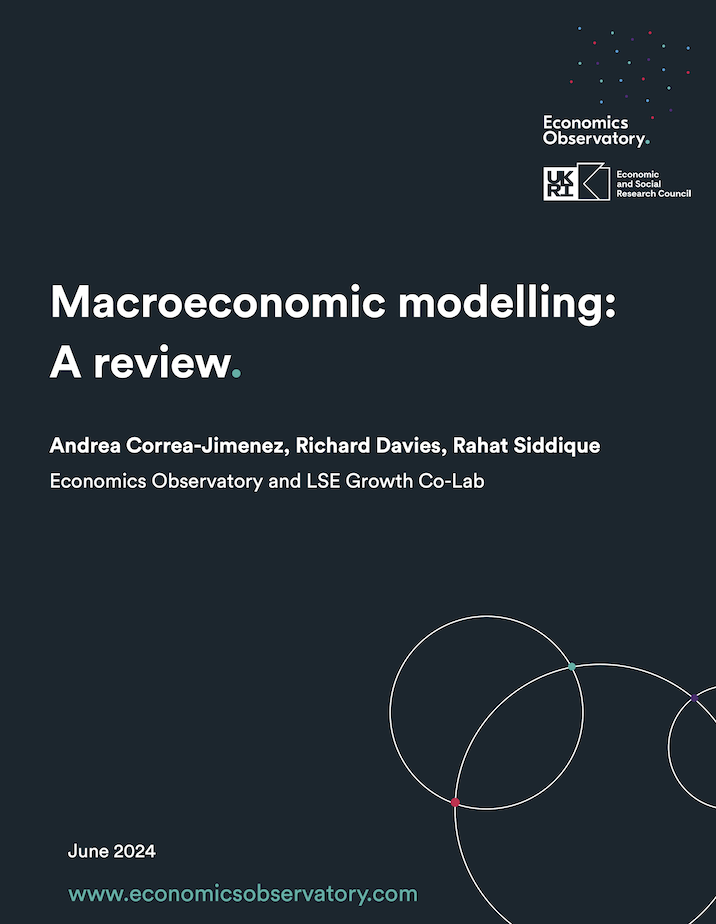 Economics
Observatory.
UK
RI
Economic
and Social
Research Council
Macroeconomic modelling:
A review.
Andrea Correa-Jimenez, Richard Davies, Rahat Siddique
Economics Observatory and LSE Growth Co-Lab
June 2024
www.economicsobservatory.com